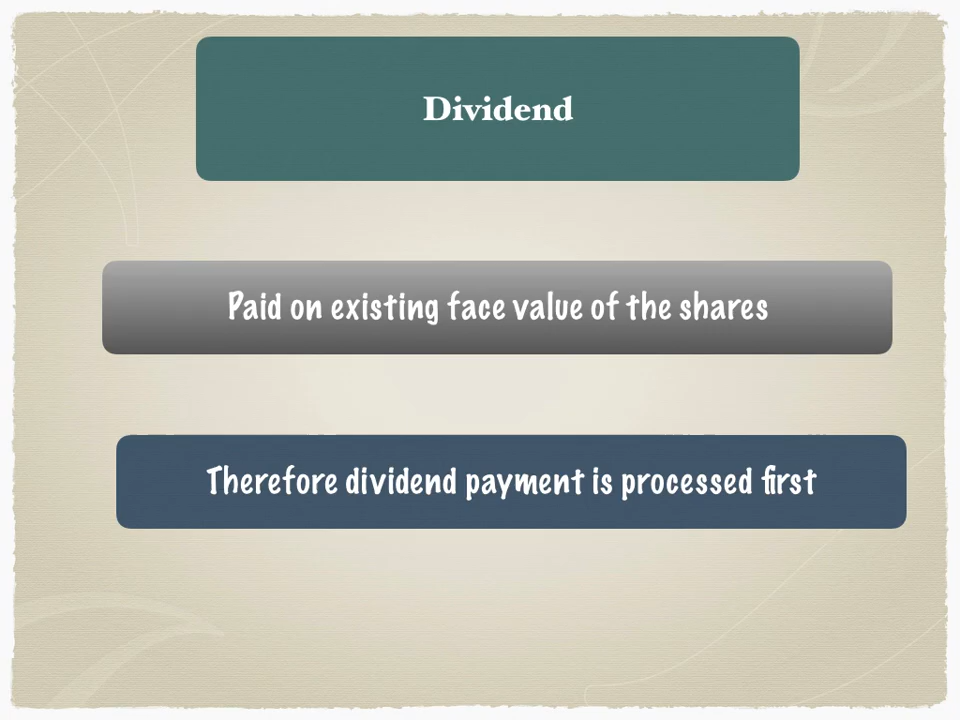 Dividend
Paid on existing face value of the shares
Therefore dividend payment is processed first